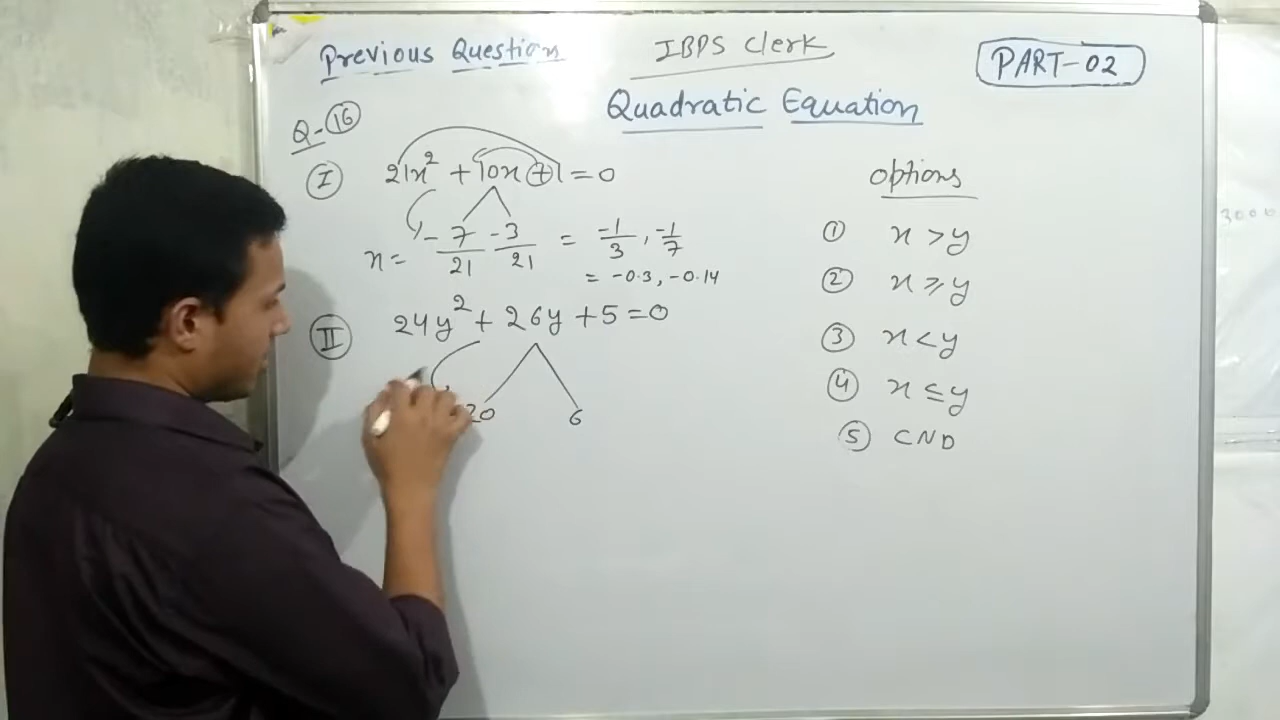 Previous Question IBPS Clerk PART-02
Quadratic Equation
Q-16
I 21x² + 10x + 1 = 0
x = -7/21 -3/21 = -1/3, -1/7
= -0.3, -0.14
II 24y² + 26y + 5 = 0
20 6
options
1 x > y
2 x ⩾ y
3 x < y
4 x ≤ y
5 CND